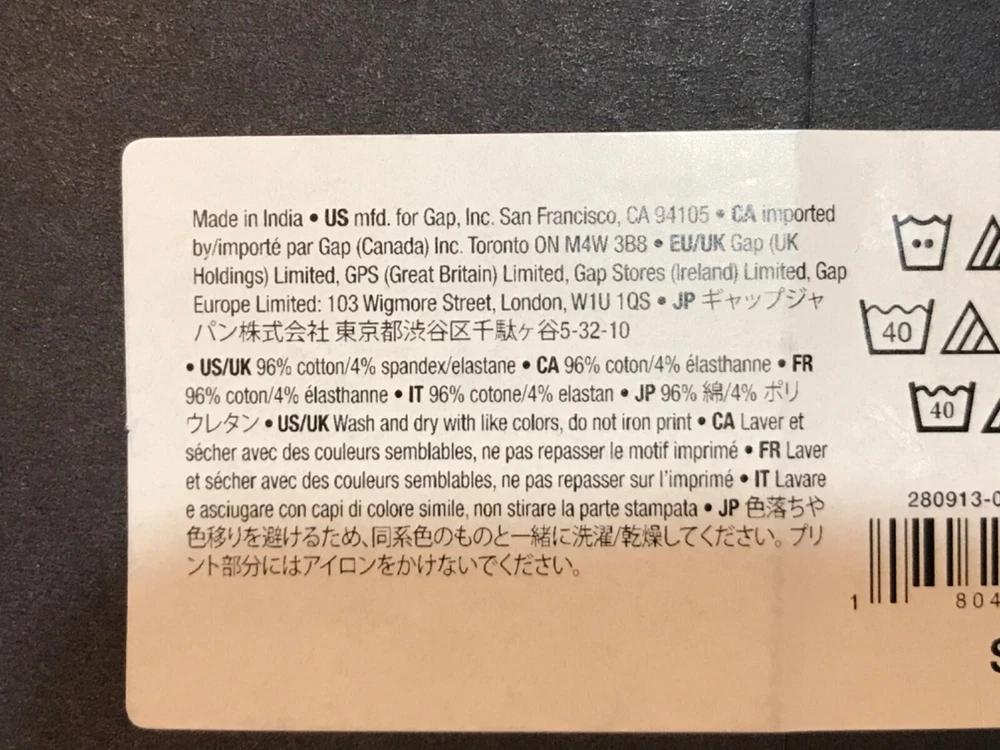 Made in India • US mfd. for Gap, Inc. San Francisco, CA 94105 • CA imported
by/importé par Gap (Canada) Inc. Toronto ON M4W 3B8 • EU/UK Gap (UK
Holdings) Limited, GPS (Great Britain) Limited, Gap Stores (Ireland) Limited, Gap
Europe Limited: 103 Wigmore Street, London, W1U 1QS • JP ギャップジャ
パン株式会社 東京都渋谷区千駄ヶ谷5-32-10
• US/UK 96% cotton/4% spandex/elastane • CA 96% coton/4% élasthanne • FR
96% coton/4% élasthanne • IT 96% cotone/4% elastan • JP 96% 綿/4% ポリ
ウレタン • US/UK Wash and dry with like colors, do not iron print • CA Laver et
sécher avec des couleurs semblables, ne pas repasser le motif imprimé • FR Laver
et sécher avec des couleurs semblables, ne pas repasser sur l'imprimé • IT Lavare
e asciugare con capi di colore simile, non stirare la parte stampata • JP 色落ちや
色移りを避けるため、同系色のものと一緒に洗濯/乾燥してください。プリ
ント部分にはアイロンをかけないでください。
40
40
280913-0
1 804
S